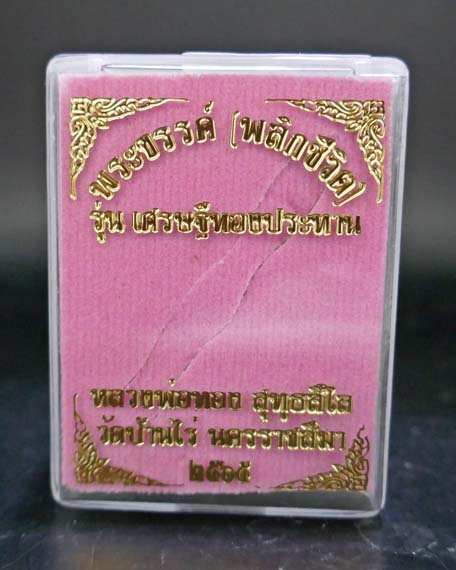 พระขรรค์ (พลิกชีวิต)
รุ่น เศรษฐีทองประทาน
หลวงพ่อทอง สุทธสีโล
วัดบ้านไร่ นครราชสีมา
๒๕๖๕